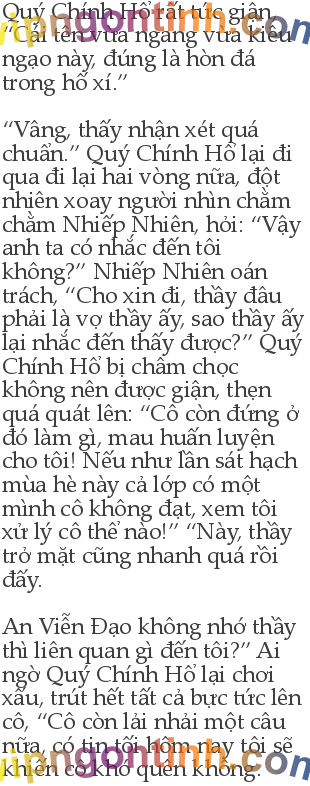 Quý Chính Hổ rất tức giận,
“Cái tên vừa ngang vừa kiêu
ngạo này, đúng là hòn đá
trong hố xí.”
“Vâng, thấy nhận xét quá
chuẩn.” Quý Chính Hổ lại đi
qua đi lại hai vòng nữa, đột
nhiên xoay người nhìn chằm
chằm Nhiếp Nhiên, hỏi: “Vậy
anh ta có nhắc đến tôi
không?” Nhiếp Nhiên oán
trách, “Cho xin đi, thầy đâu
phải là vợ thầy ấy, sao thầy ấy
lại nhắc đến thấy được?” Quý
Chính Hổ bị châm chọc
không nên được giận, thẹn
quá quát lên: “Cô còn đứng ở
đó làm gì, mau huấn luyện
cho tôi! Nếu như lần sát hạch
mùa hè này cả lớp có một
mình cô không đạt, xem tôi
xử lý cô thế nào!” “Này, thầy
trở mặt cũng nhanh quá rồi
đấy.
An Viễn Đạo không nhớ thầy
thì liên quan gì đến tôi?” Ai
ngờ Quý Chính Hổ lại chơi
xấu, trút hết tất cả bực tức lên
cô, “Cô còn lải nhải một câu
nữa, có tin tối hôm nay tôi sẽ
khiến cô khó quên không.
vipngontinh.com
vipngontinh.com